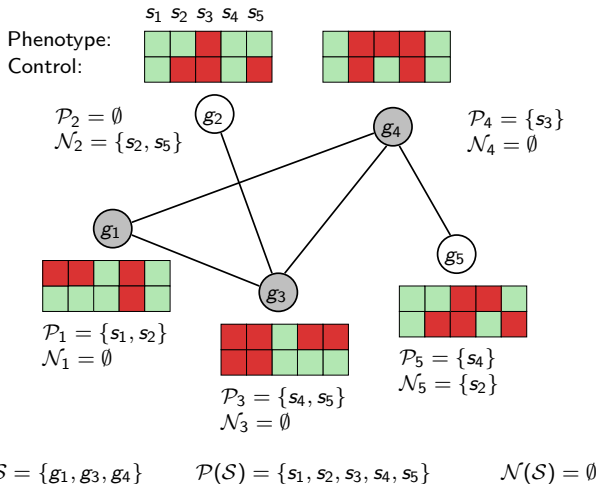 s₁ s₂ s₃ s₄ s₅
Phenotype:
Control:
𝒫₂ = ∅
𝒩₂ = {s₂, s₅}
g₂
g₄
𝒫₄ = {s₃}
𝒩₄ = ∅
g₁
g₅
g₃
𝒫₁ = {s₁, s₂}
𝒩₁ = ∅
𝒫₃ = {s₄, s₅}
𝒩₃ = ∅
𝒫₅ = {s₄}
𝒩₅ = {s₂}
𝒮 = {g₁, g₃, g₄} 𝒫(𝒮) = {s₁, s₂, s₃, s₄, s₅} 𝒩(𝒮) = ∅